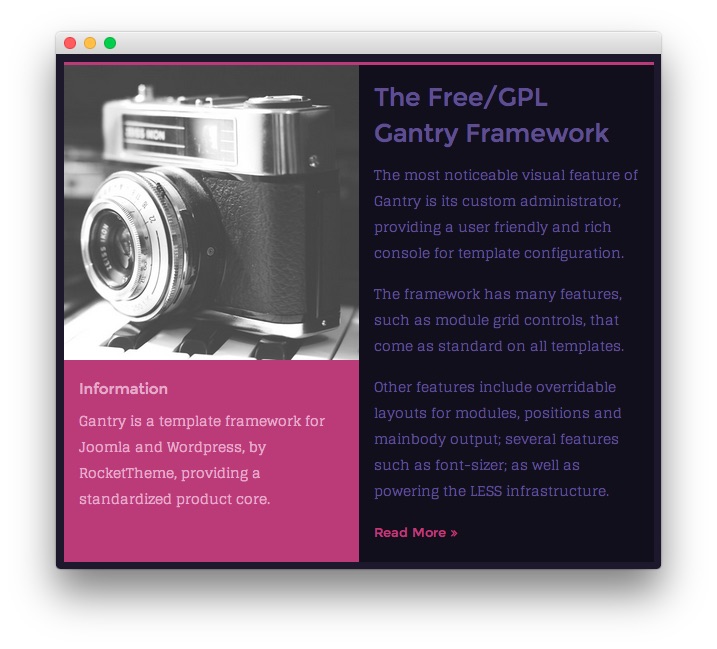 ZEISS IKON
ZEISS IKON
Information
Gantry is a template framework for
Joomla and Wordpress, by
RocketTheme, providing a
standardized product core.
The Free/GPL
Gantry Framework
The most noticeable visual feature of
Gantry is its custom administrator,
providing a user friendly and rich
console for template configuration.
The framework has many features,
such as module grid controls, that
come as standard on all templates.
Other features include overridable
layouts for modules, positions and
mainbody output; several features
such as font-sizer; as well as
powering the LESS infrastructure.
Read More »